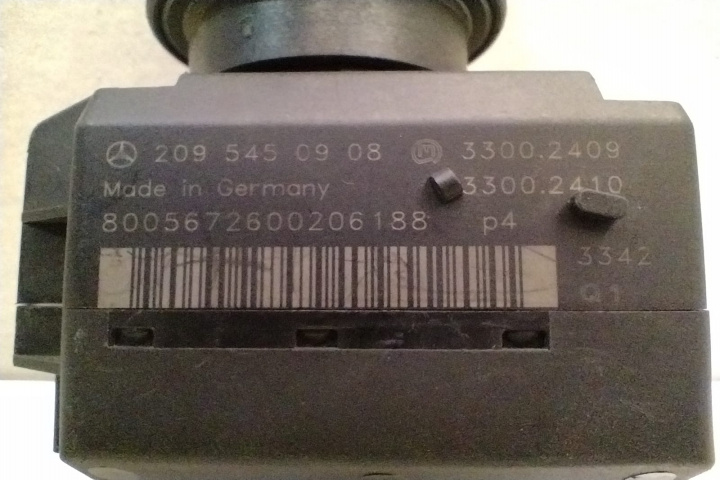 209 545 09 08 3300.2409
Made in Germany 3300.2410
8005672600206188 p4
3342
Q1